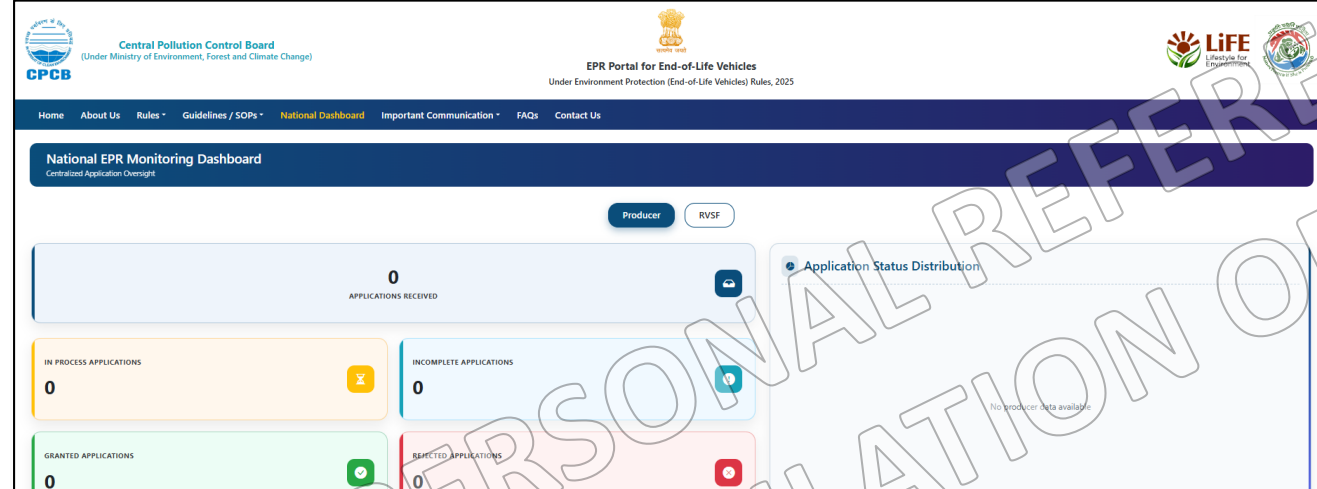 Central Pollution Control Board
(Under Ministry of Environment, Forest and Climate Change)
CPCB
सत्यमेव जयते
EPR Portal for End-of-Life Vehicles
Under Environment Protection (End-of-Life Vehicles) Rules, 2025
LiFE
Lifestyle for
Environment
Home About Us Rules Guidelines / SOPs National Dashboard Important Communication FAQs Contact Us
National EPR Monitoring Dashboard
Centralized Application Oversight
Producer RVSF
0
APPLICATIONS RECEIVED
Application Status Distribution
IN PROCESS APPLICATIONS
0
INCOMPLETE APPLICATIONS
0
No producer data available
GRANTED APPLICATIONS
0
REJECTED APPLICATIONS
0